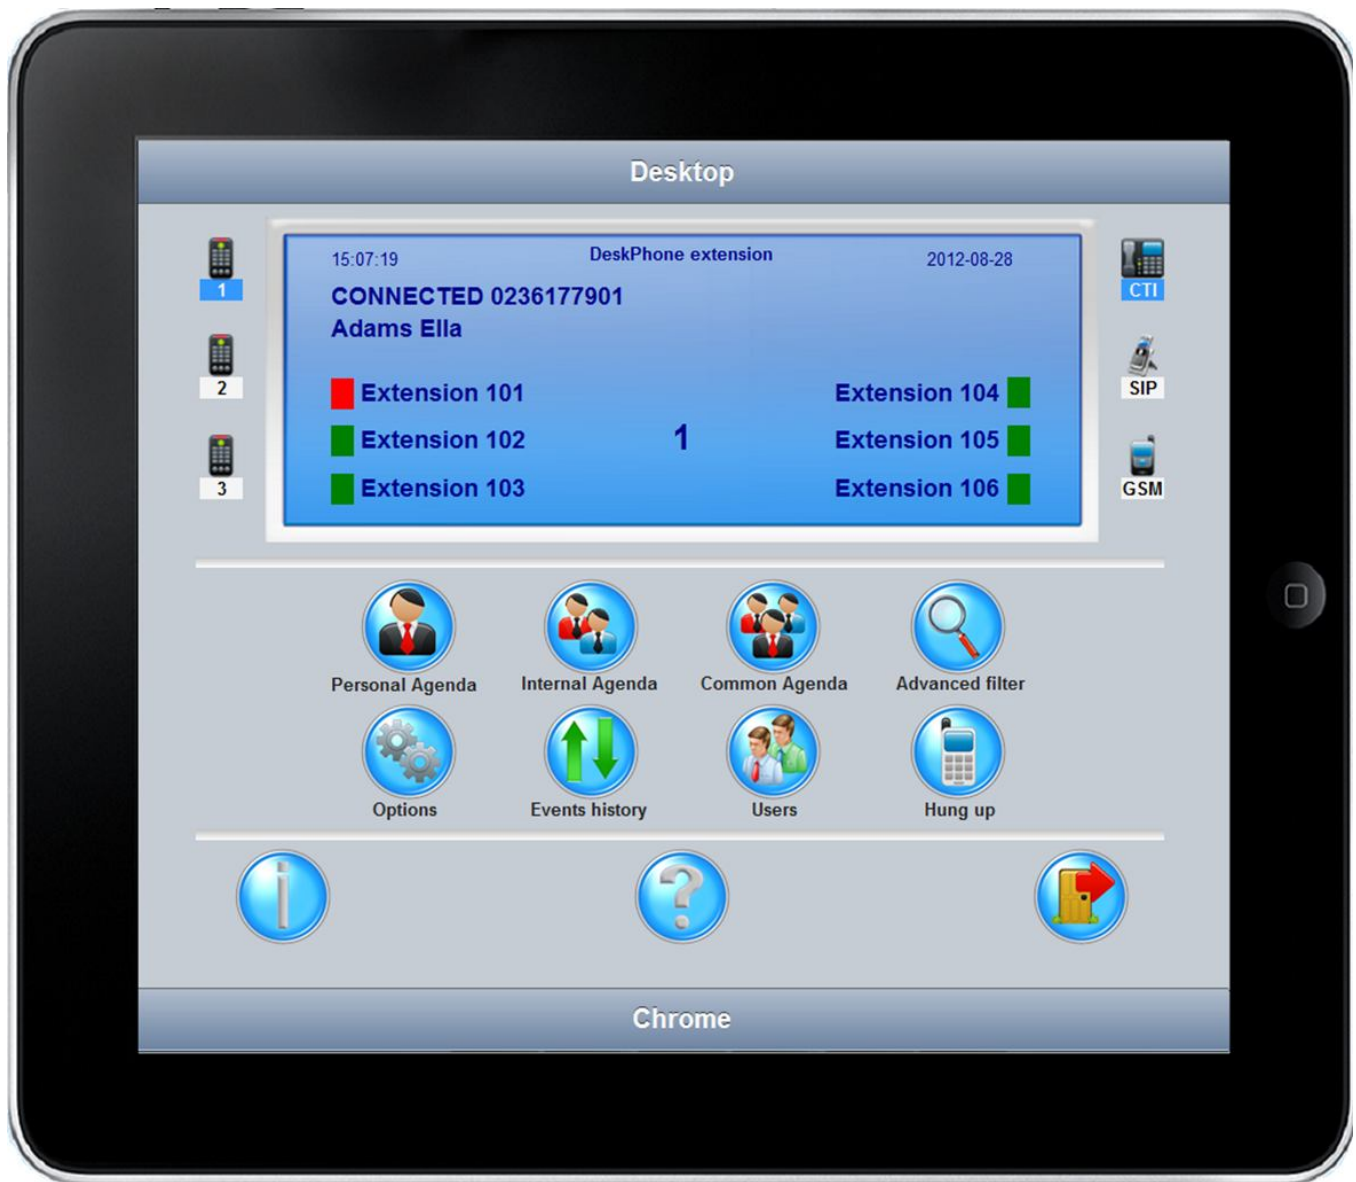 Desktop
15:07:19 DeskPhone extension 2012-08-28
CONNECTED 0236177901
Adams Ella
Extension 101 Extension 104
Extension 102 1 Extension 105
Extension 103 Extension 106
1
2
3
CTI
SIP
GSM
Personal Agenda Internal Agenda Common Agenda Advanced filter
Options Events history Users Hung up
i ?
Chrome